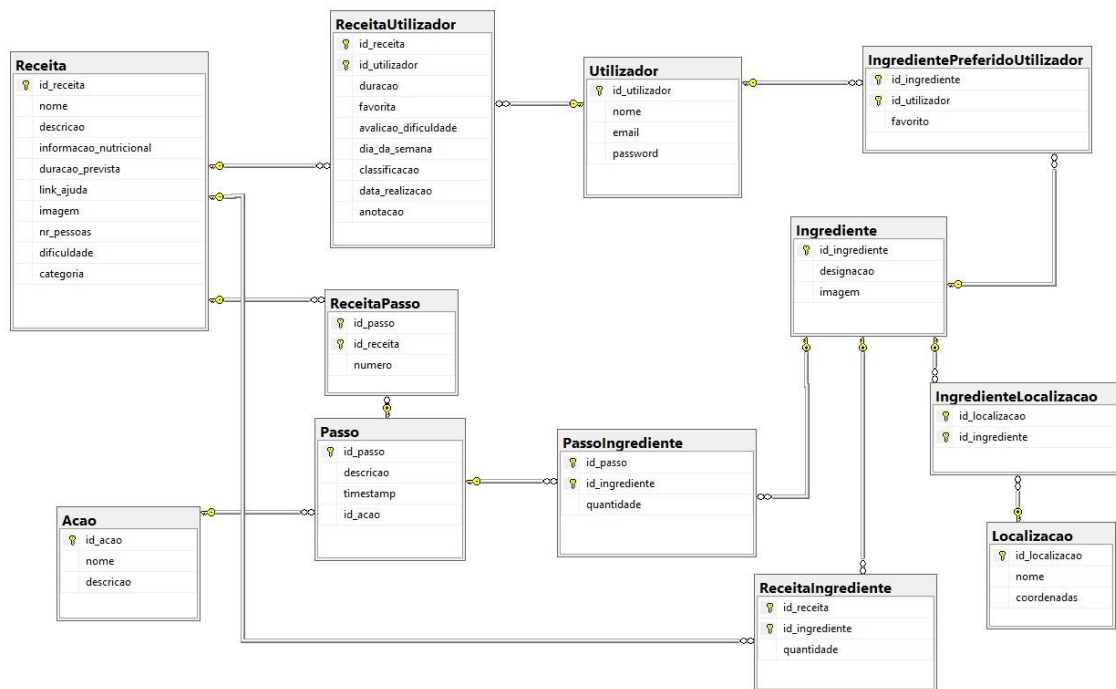 Receita
id_receita
nome
descricao
informacao_nutricional
duracao_prevista
link_ajuda
imagem
nr_pessoas
dificuldade
categoria
ReceitaUtilizador
id_receita
id_utilizador
duracao
favorita
avalicao_dificuldade
dia_da_semana
classificacao
data_realizacao
anotacao
Utilizador
id_utilizador
nome
email
password
IngredientePreferidoUtilizador
id_ingrediente
id_utilizador
favorito
Ingrediente
id_ingrediente
designacao
imagem
ReceitaPasso
id_passo
id_receita
numero
IngredienteLocalizacao
id_localizacao
id_ingrediente
Passo
id_passo
descricao
timestamp
id_acao
PassoIngrediente
id_passo
id_ingrediente
quantidade
Acao
id_acao
nome
descricao
Localizacao
id_localizacao
nome
coordenadas
ReceitaIngrediente
id_receita
id_ingrediente
quantidade